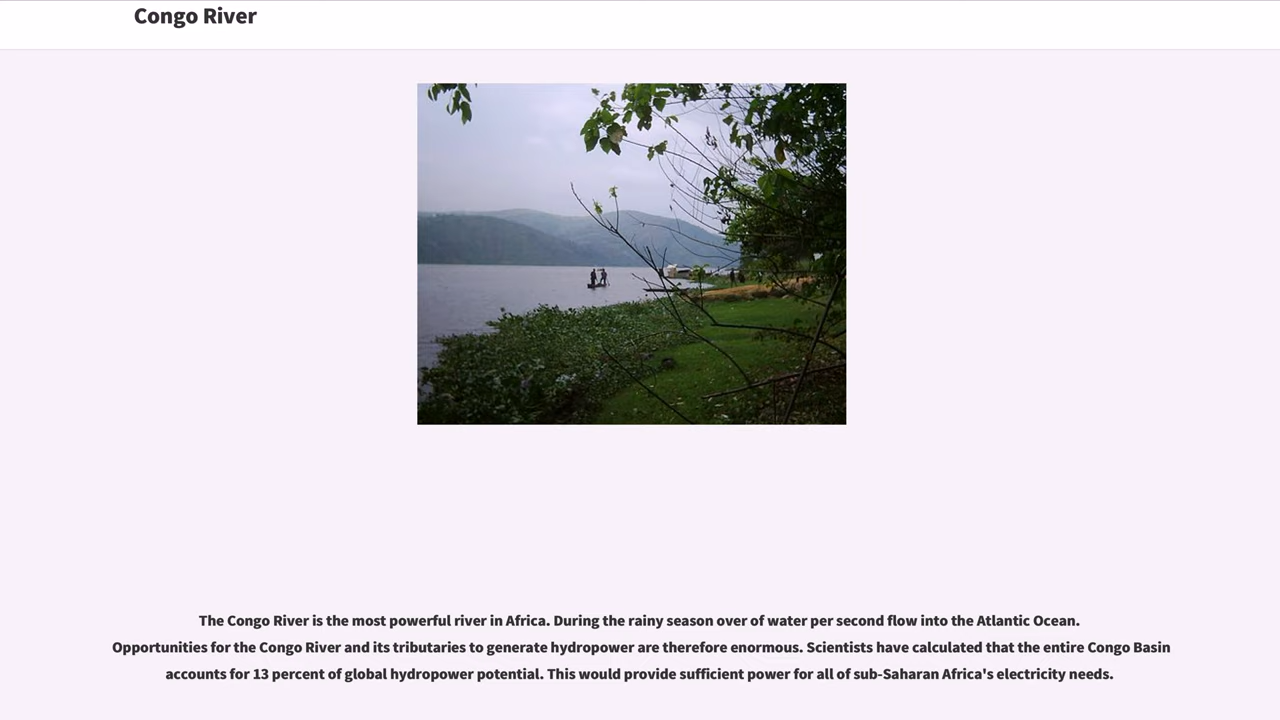 Congo River
The Congo River is the most powerful river in Africa. During the rainy season over of water per second flow into the Atlantic Ocean.
Opportunities for the Congo River and its tributaries to generate hydropower are therefore enormous. Scientists have calculated that the entire Congo Basin
accounts for 13 percent of global hydropower potential. This would provide sufficient power for all of sub-Saharan Africa's electricity needs.